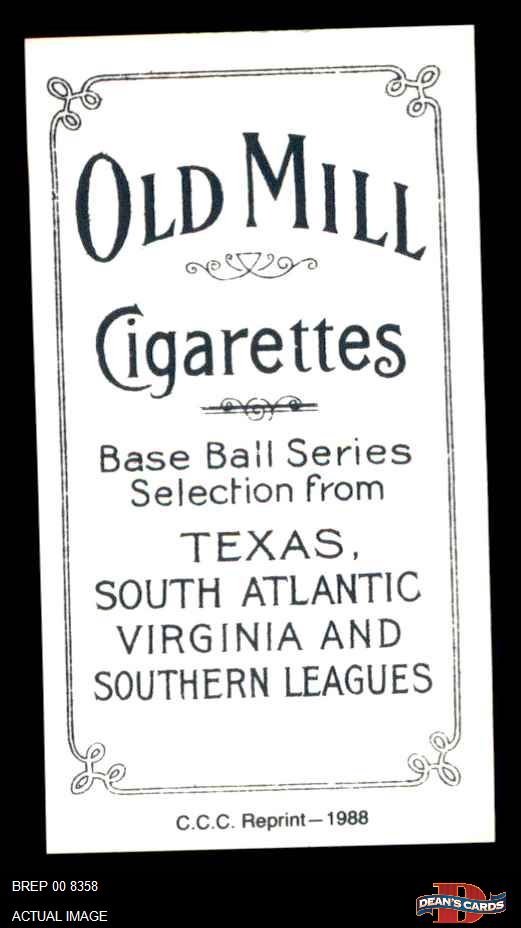 OLD MILL
Cigarettes
Base Ball Series
Selection from
TEXAS,
SOUTH ATLANTIC
VIRGINIA AND
SOUTHERN LEAGUES
C.C.C. Reprint—1988
BREP 00 8358
ACTUAL IMAGE
DEAN'S CARDS